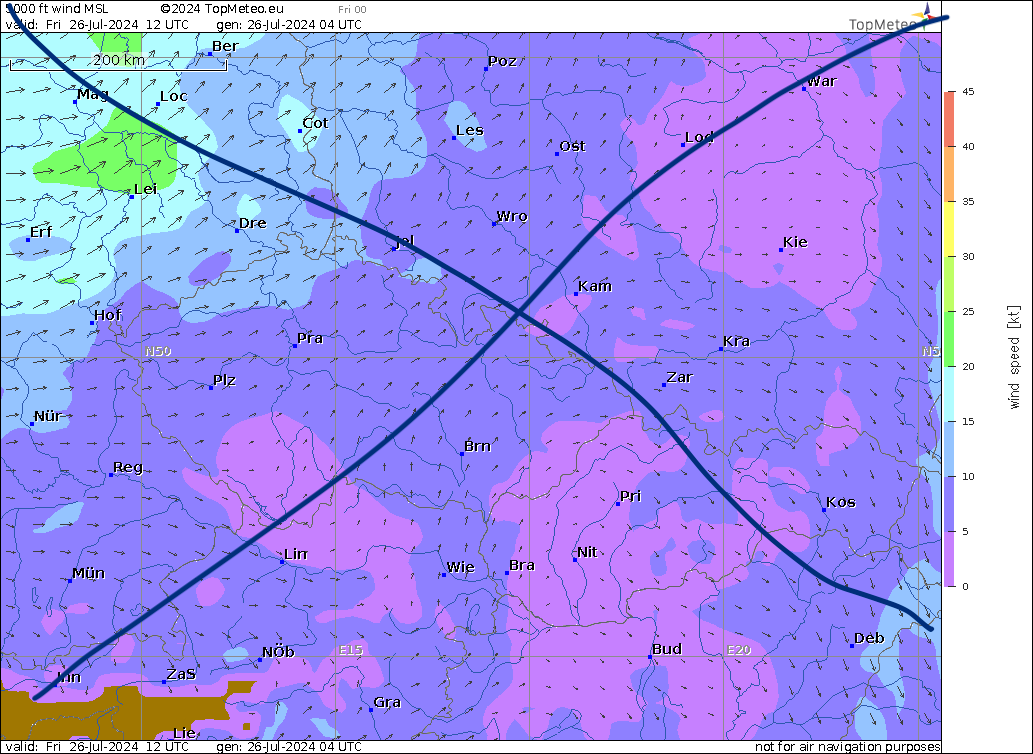 5000 ft wind MSL ©2024 TopMeteo.eu Fri 00
valid: Fri 26-Jul-2024 12 UTC gen: 26-Jul-2024 04 UTC
TopMeteo
Ber
200 km
Poz
War
Mag
Loc
45
Cot
Les
Lod
Ost
40
Lei
35
Wro
Dre
Erf
Jel
Kie
30
Kam
Hof
25
Pra
Kra
N50
N5
wind speed [kt]
20
Plz
Zar
Nür
15
Brn
Reg
10
Pri
Kos
5
Lin
Nit
Wie
Bra
Mün
0
Deb
NÖb
E15
Bud
E20
Inn
ZaS
Gra
Lie
valid: Fri 26-Jul-2024 12 UTC gen: 26-Jul-2024 04 UTC not for air navigation purposes